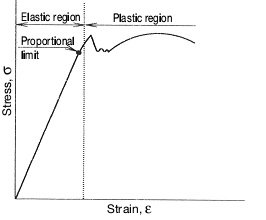 Elastic region
Plastic region
Proportional
limit
Stress, σ
Strain, ε